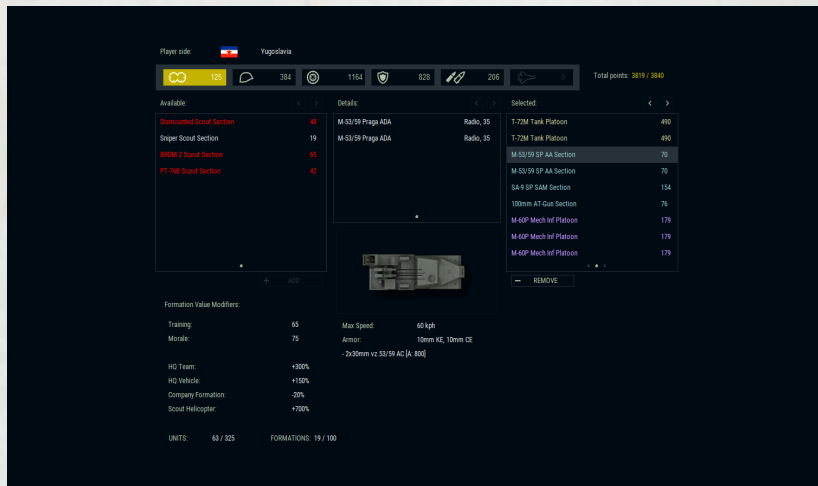 Player side: Yugoslavia
125 384 1164 828 206 0 Total points: 3819 / 3840
Available: < > Details: < > Selected: < >
Dismounted Scout Section 48
Sniper Scout Section 19
BRDM-2 Scout Section 60
PT-76B Scout Section 42
M-53/59 Praga ADA Radio, 35
M-53/59 Praga ADA Radio, 35
T-72M Tank Platoon 490
T-72M Tank Platoon 490
M-53/59 SP AA Section 70
M-53/59 SP AA Section 70
SA-9 SP SAM Section 154
100mm AT-Gun Section 76
M-60P Mech Inf Platoon 179
M-60P Mech Inf Platoon 179
M-60P Mech Inf Platoon 179
+ ADD
− REMOVE
Formation Value Modifiers:
Training: 65
Morale: 75
HQ Team: +300%
HQ Vehicle: +150%
Company Formation: -20%
Scout Helicopter: +700%
Max Speed: 60 kph
Armor: 10mm KE, 10mm CE
- 2x30mm vz.53/59 AC [A: 800]
UNITS: 63 / 325 FORMATIONS: 19 / 100